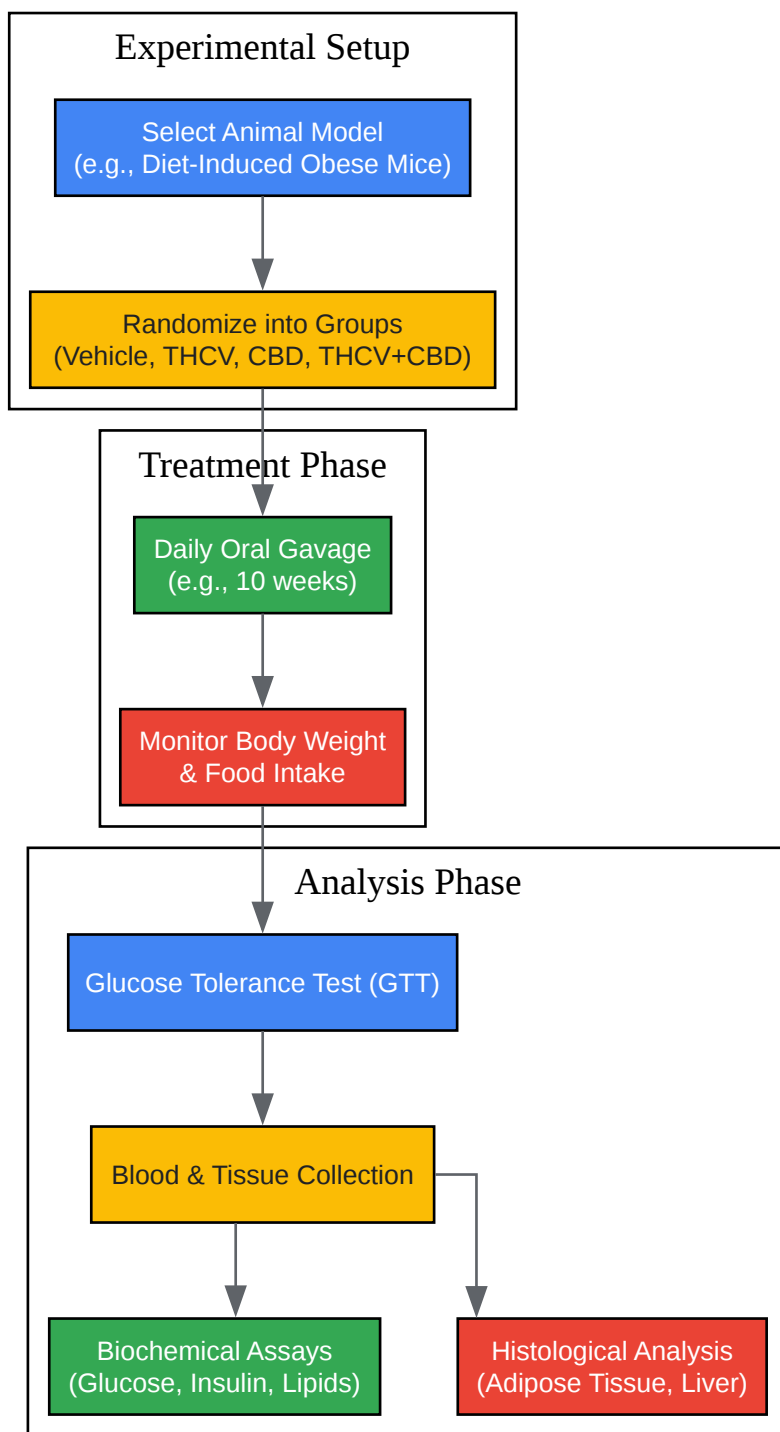 Experimental Setup
Select Animal Model
(e.g., Diet-Induced Obese Mice)
Randomize into Groups
(Vehicle, THCV, CBD, THCV+CBD)
Treatment Phase
Daily Oral Gavage
(e.g., 10 weeks)
Monitor Body Weight
& Food Intake
Analysis Phase
Glucose Tolerance Test (GTT)
Blood & Tissue Collection
Biochemical Assays
(Glucose, Insulin, Lipids)
Histological Analysis
(Adipose Tissue, Liver)